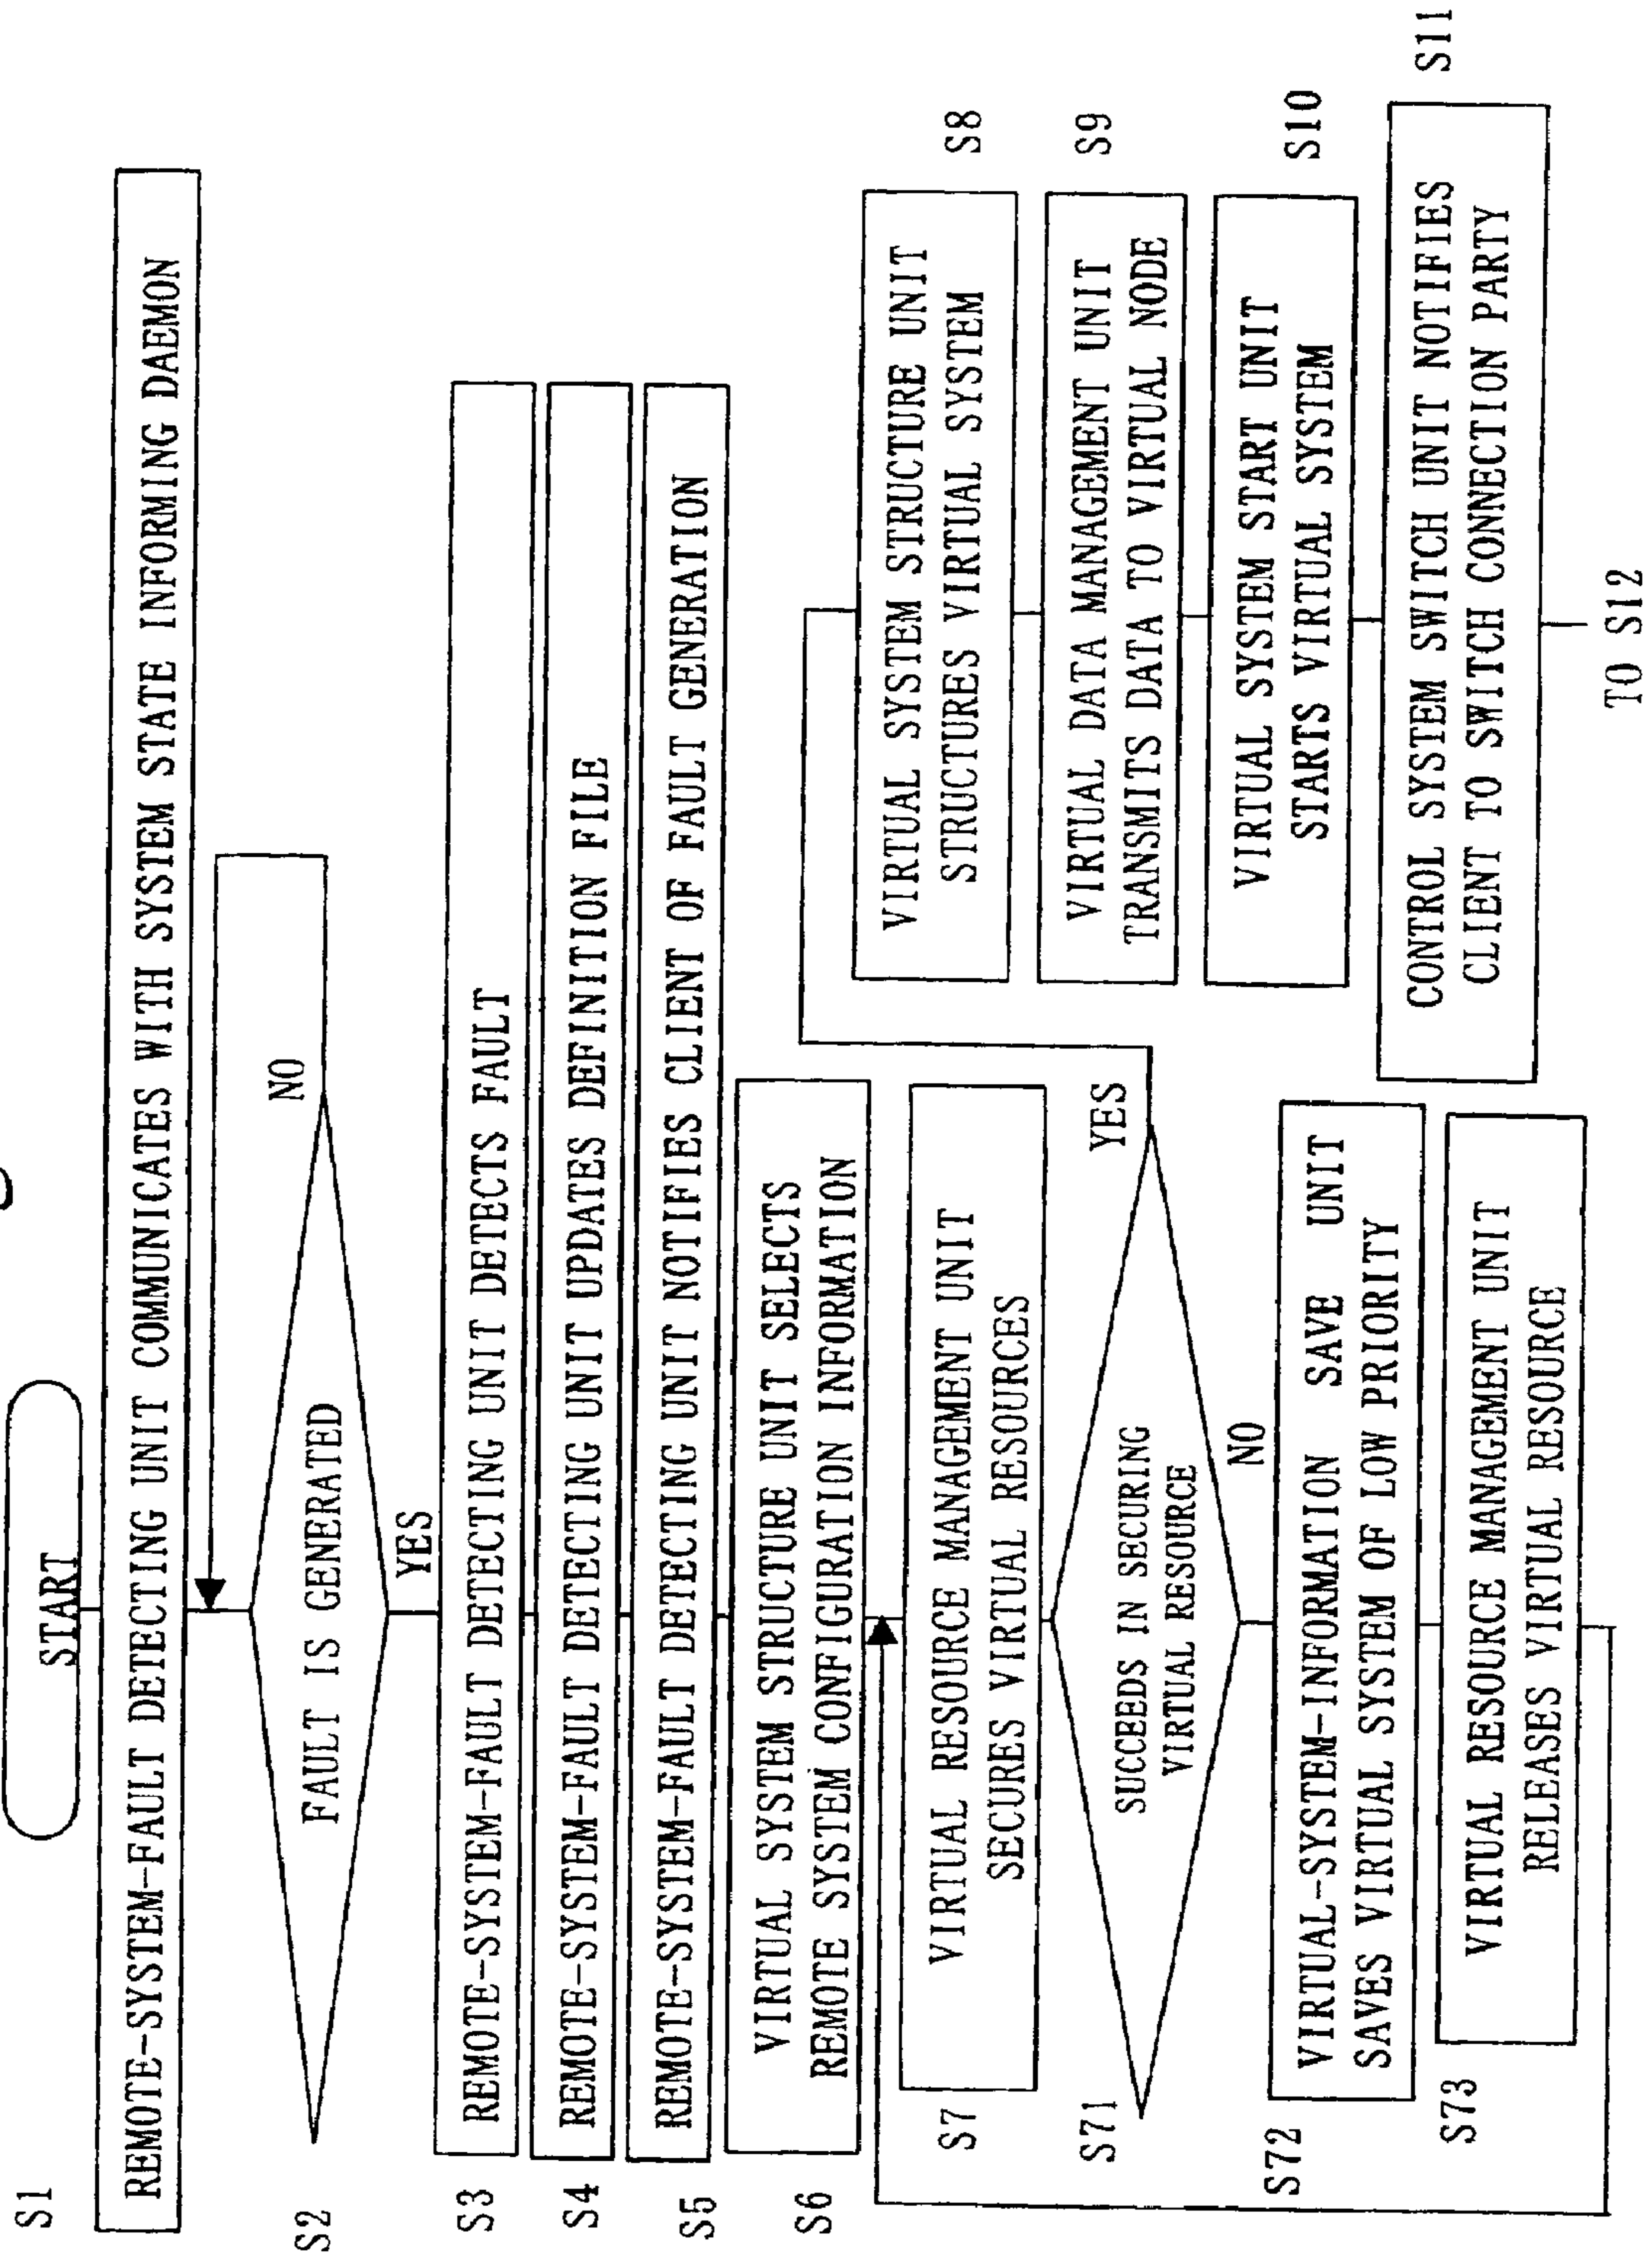 START
S1
REMOTE-SYSTEM-FAULT DETECTING UNIT COMMUNICATES WITH SYSTEM STATE INFORMING DAEMON
S2
FAULT IS GENERATED
NO
YES
S3
REMOTE-SYSTEM-FAULT DETECTING UNIT DETECTS FAULT
S4
REMOTE-SYSTEM-FAULT DETECTING UNIT UPDATES DEFINITION FILE
S5
REMOTE-SYSTEM-FAULT DETECTING UNIT NOTIFIES CLIENT OF FAULT GENERATION
S6
VIRTUAL SYSTEM STRUCTURE UNIT SELECTS
REMOTE SYSTEM CONFIGURATION INFORMATION
S7
VIRTUAL RESOURCE MANAGEMENT UNIT
SECURES VIRTUAL RESOURCES
S71
SUCCEEDS IN SECURING
VIRTUAL RESOURCE
YES
NO
S72
VIRTUAL-SYSTEM-INFORMATION SAVE UNIT
SAVES VIRTUAL SYSTEM OF LOW PRIORITY
S73
VIRTUAL RESOURCE MANAGEMENT UNIT
RELEASES VIRTUAL RESOURCE
VIRTUAL SYSTEM STRUCTURE UNIT
STRUCTURES VIRTUAL SYSTEM
S8
VIRTUAL DATA MANAGEMENT UNIT
TRANSMITS DATA TO VIRTUAL NODE
S9
VIRTUAL SYSTEM START UNIT
STARTS VIRTUAL SYSTEM
S10
CONTROL SYSTEM SWITCH UNIT NOTIFIES
CLIENT TO SWITCH CONNECTION PARTY
S11
TO S12